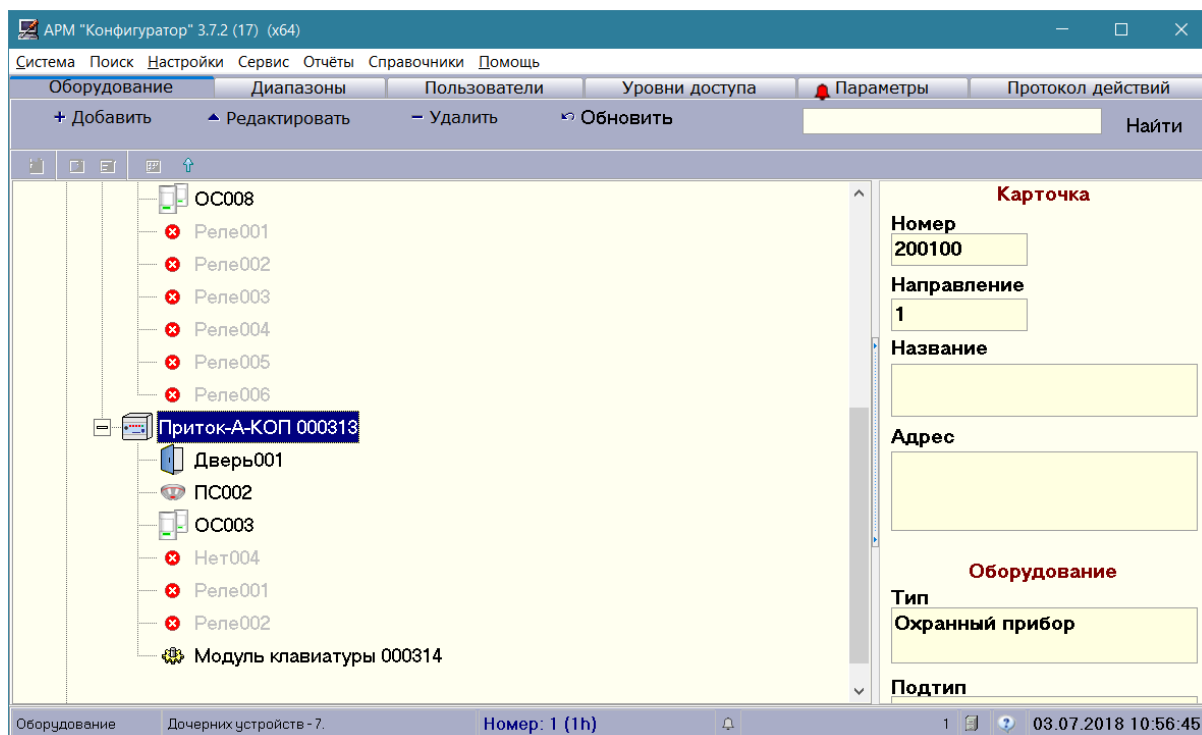 АРМ "Конфигуратор" 3.7.2 (17) (x64)
Система Поиск Настройки Сервис Отчёты Справочники Помощь
Оборудование Диапазоны Пользователи Уровни доступа Параметры Протокол действий
+ Добавить Редактировать − Удалить Обновить Найти
ОС008
Реле001
Реле002
Реле003
Реле004
Реле005
Реле006
Приток-А-КОП 000313
Дверь001
ПС002
ОС003
Нет004
Реле001
Реле002
Модуль клавиатуры 000314
Карточка
Номер
200100
Направление
1
Название
Адрес
Оборудование
Тип
Охранный прибор
Подтип
Оборудование Дочерних устройств - 7. Номер: 1 (1h) 1 03.07.2018 10:56:45